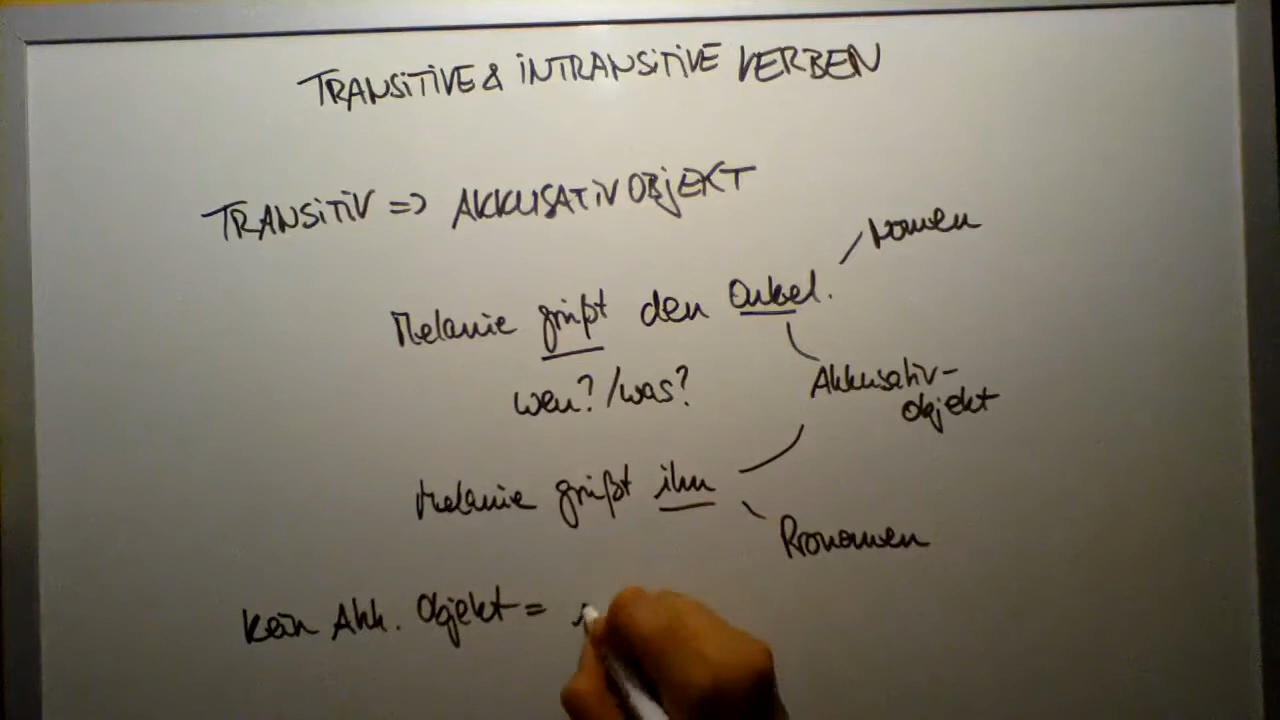 TRANSITIVE & INTRANSITIVE VERBEN
TRANSITIV => AKKUSATIVOBJEKT
Nomen
Melanie grüßt den Onkel.
wen? / was?
Akkusativ-
objekt
Melanie grüßt ihn
Pronomen
kein Akk. Objekt =